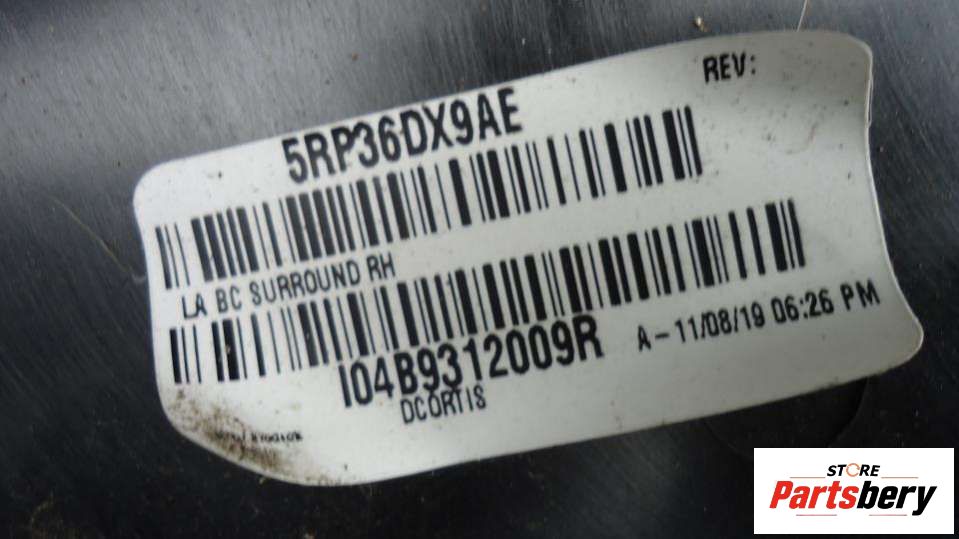 REV:
5RP36DX9AE
LA BC SURROUND RH
I04B9312009R
A-11/08/19 06:26 PM
DCORTIS
STORE
Partsbery